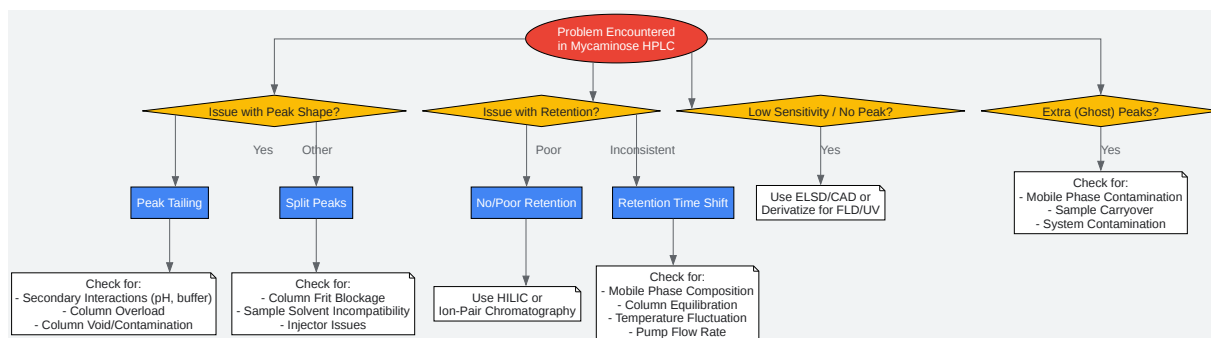 Problem Encountered
in Mycaminose HPLC
Issue with Peak Shape?
Issue with Retention?
Low Sensitivity / No Peak?
Extra (Ghost) Peaks?
Yes
Other
Poor
Inconsistent
Yes
Yes
Peak Tailing
Split Peaks
No/Poor Retention
Retention Time Shift
Use ELSD/CAD or
Derivatize for FLD/UV
Check for:
- Mobile Phase Contamination
- Sample Carryover
- System Contamination
Check for:
- Secondary Interactions (pH, buffer)
- Column Overload
- Column Void/Contamination
Check for:
- Column Frit Blockage
- Sample Solvent Incompatibility
- Injector Issues
Use HILIC or
Ion-Pair Chromatography
Check for:
- Mobile Phase Composition
- Column Equilibration
- Temperature Fluctuation
- Pump Flow Rate